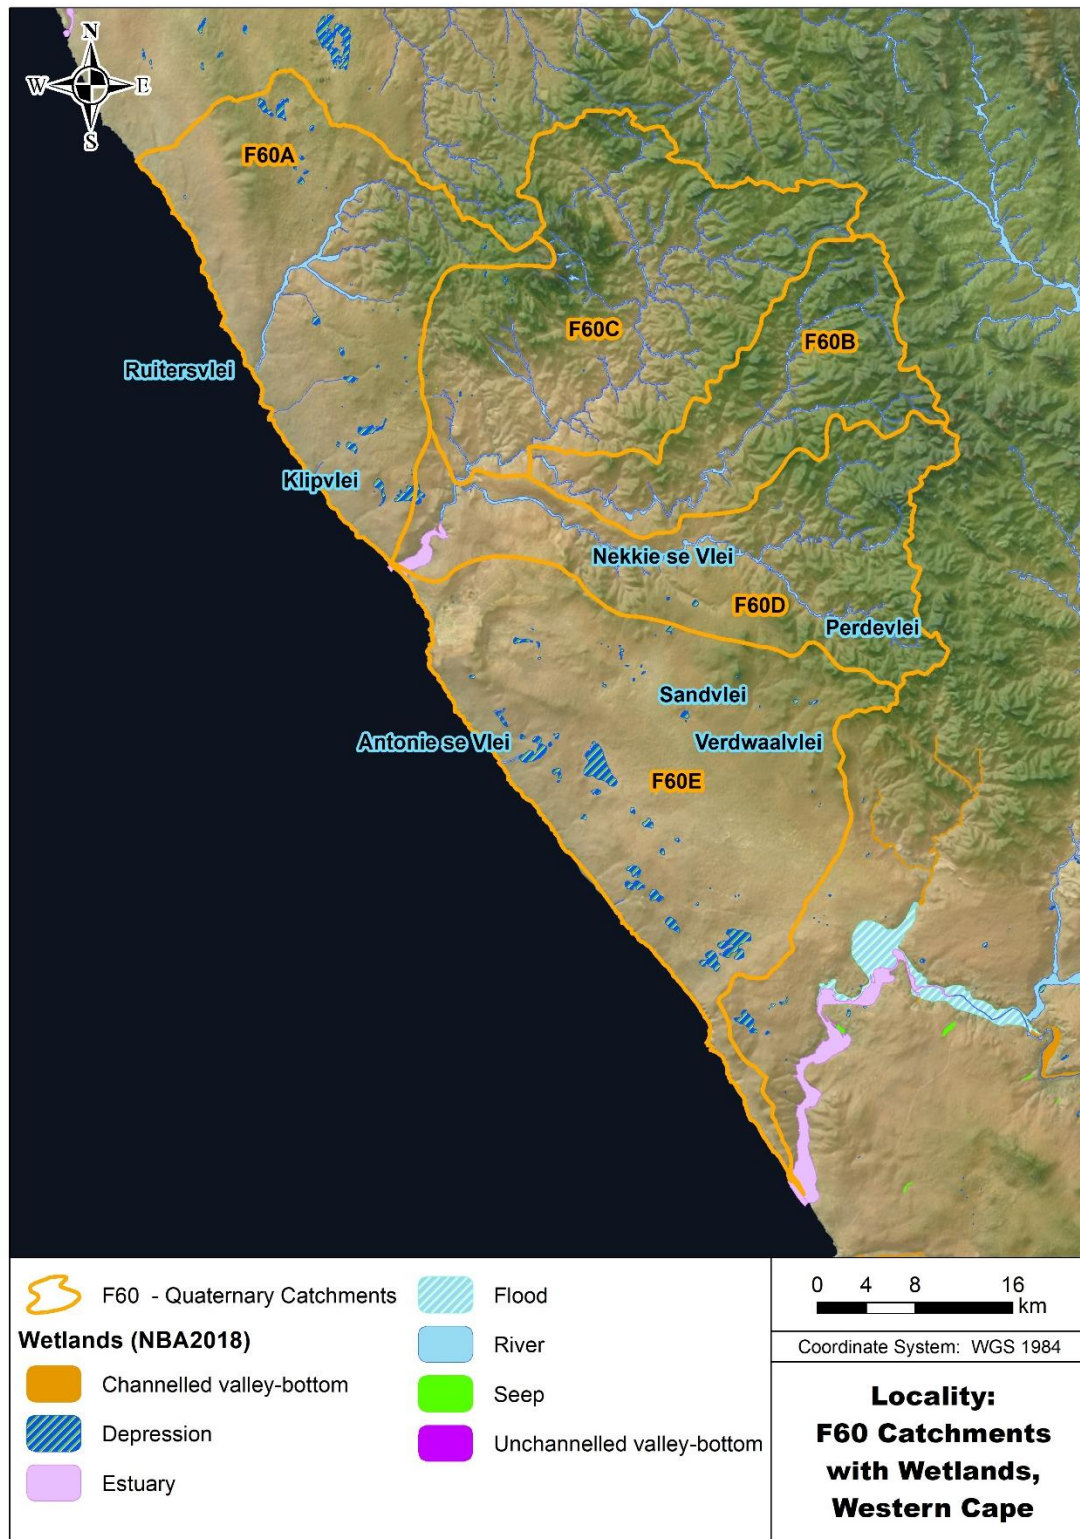 N
W
E
S
F60A
F60C
F60B
Ruitersvlei
Klipvlei
Nekkie se Vlei
F60D
Perdevlei
Sandvlei
Antonie se Vlei
Verdwaalvlei
F60E
F60 - Quaternary Catchments
Wetlands (NBA2018)
Channelled valley-bottom
Depression
Estuary
Flood
River
Seep
Unchannelled valley-bottom
0 4 8 16
km
Coordinate System: WGS 1984
Locality:
F60 Catchments
with Wetlands,
Western Cape